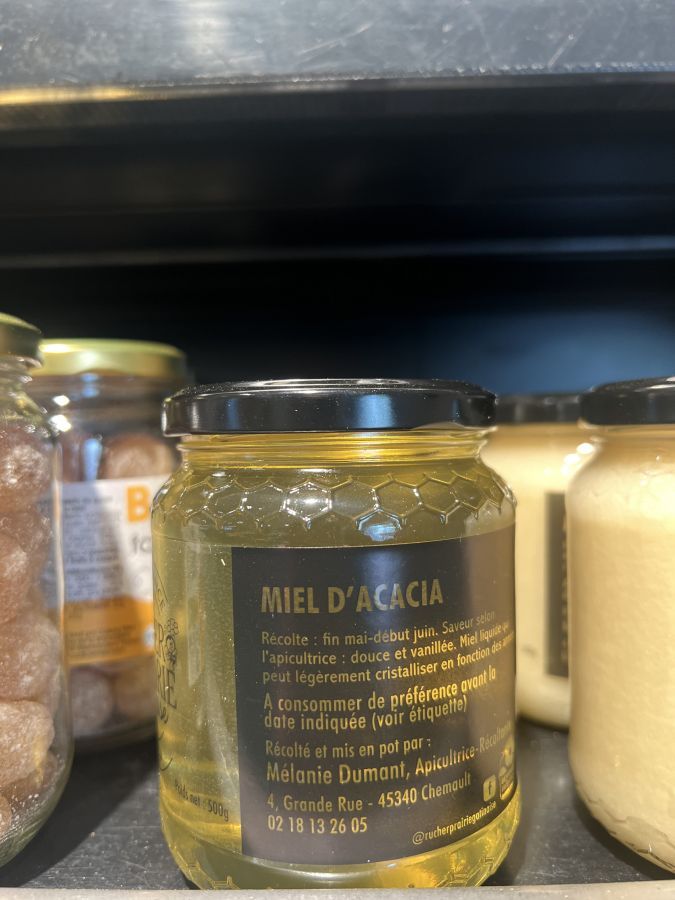 MIEL D'ACACIA
Récolte : fin mai-début juin. Saveur selon
l'apicultrice : douce et vanillée. Miel liquide qui
peut légèrement cristalliser en fonction des années
A consommer de préférence avant la
date indiquée (voir étiquette)
Récolté et mis en pot par :
Mélanie Dumant, Apicultrice-Récoltante
4, Grande Rue - 45340 Chemault
02 18 13 26 05
@rucherprairiegatinaise
Poids net : 500g
B